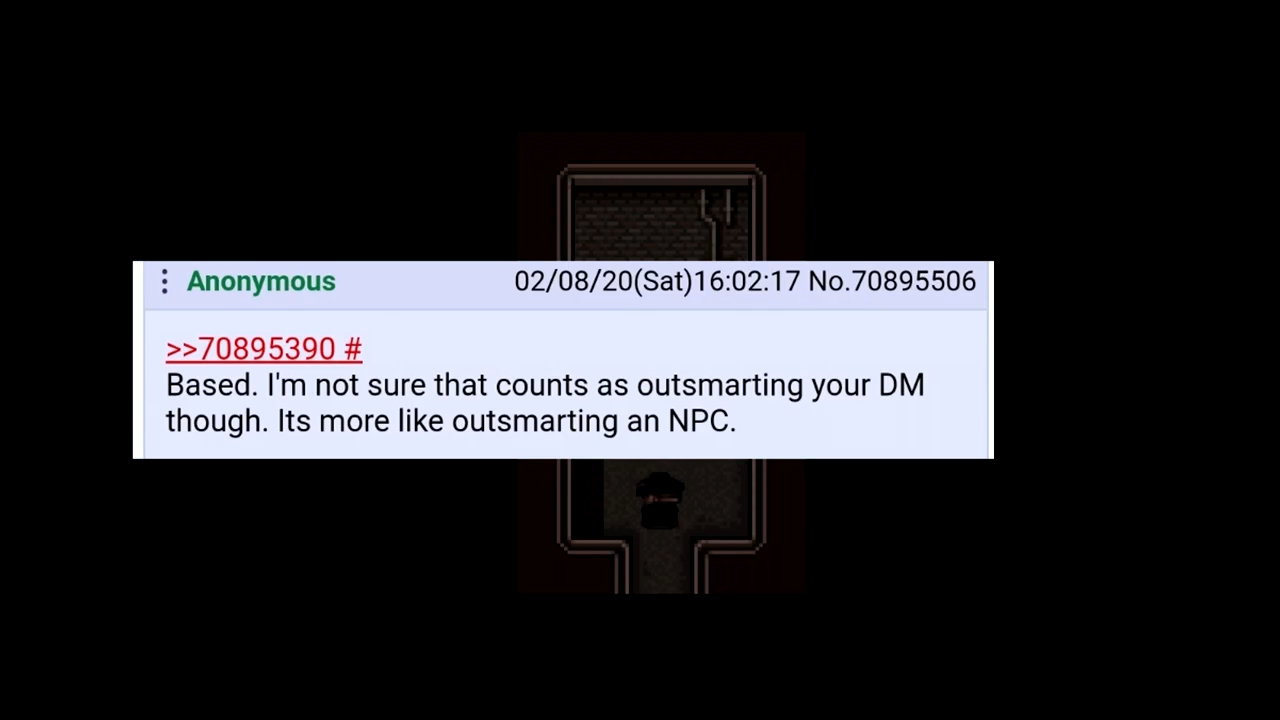 Anonymous 02/08/20(Sat)16:02:17 No.70895506
>>70895390 #
Based. I'm not sure that counts as outsmarting your DM
though. Its more like outsmarting an NPC.